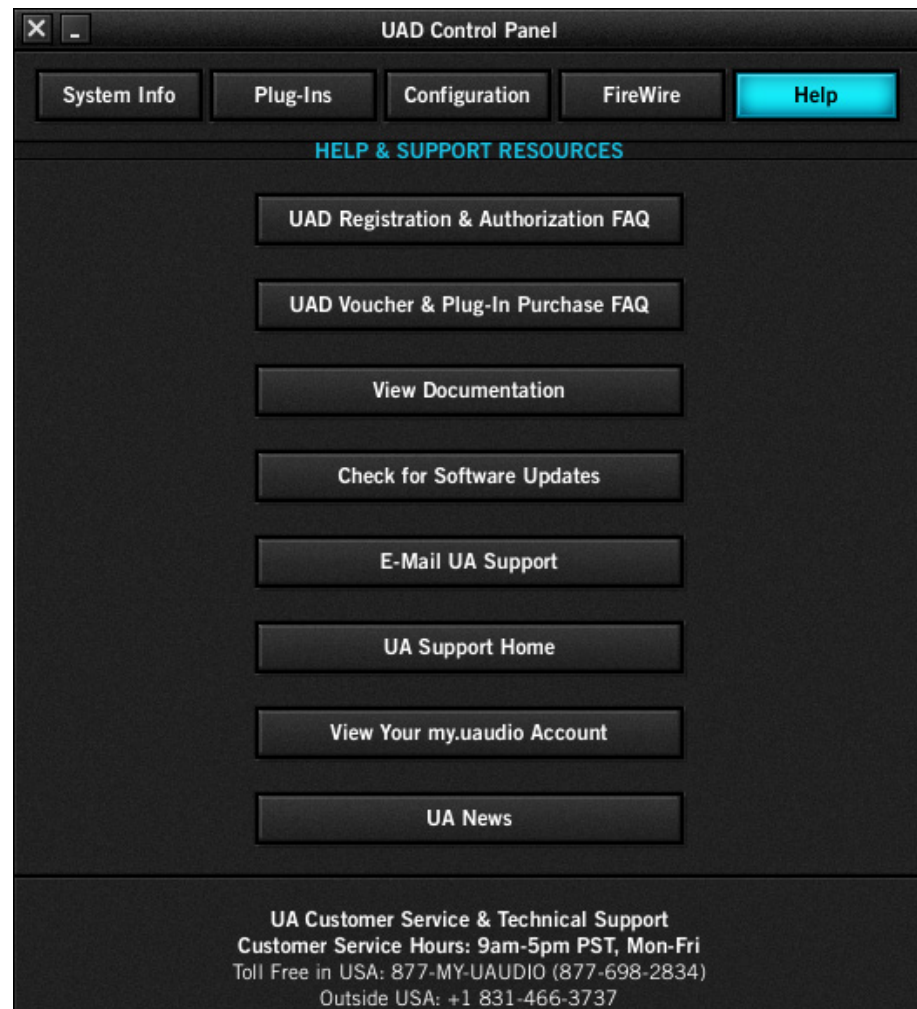 UAD Control Panel
System Info
Plug-Ins
Configuration
FireWire
Help
HELP & SUPPORT RESOURCES
UAD Registration & Authorization FAQ
UAD Voucher & Plug-In Purchase FAQ
View Documentation
Check for Software Updates
E-Mail UA Support
UA Support Home
View Your my.uaudio Account
UA News
UA Customer Service & Technical Support
Customer Service Hours: 9am-5pm PST, Mon-Fri
Toll Free in USA: 877-MY-UAUDIO (877-698-2834)
Outside USA: +1 831-466-3737